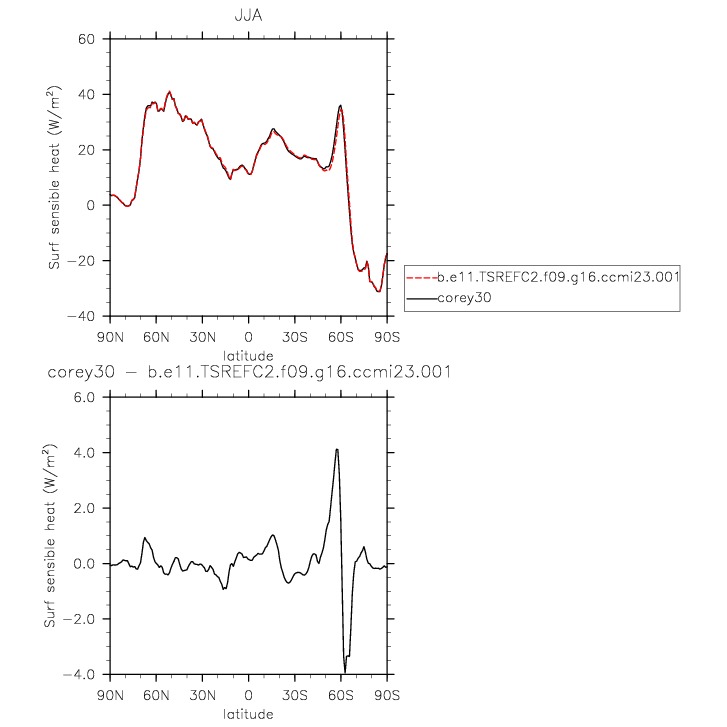 JJA
60
40
20
0
−20
−40
Surf sensible heat (W/m²)
90N 60N 30N 0 30S 60S 90S
latitude
b.e11.TSREFC2.f09.g16.ccmi23.001
corey30
corey30 − b.e11.TSREFC2.f09.g16.ccmi23.001
6.0
4.0
2.0
0.0
−2.0
−4.0
Surf sensible heat (W/m²)
90N 60N 30N 0 30S 60S 90S
latitude